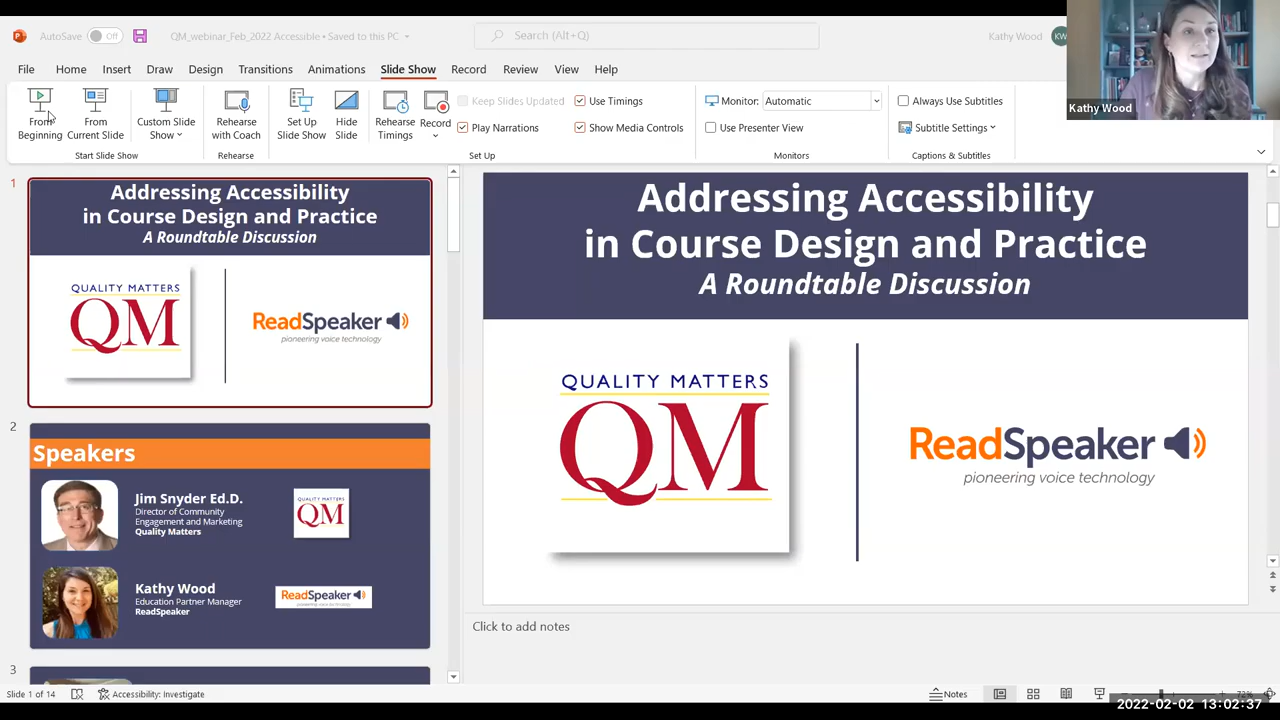 AutoSave Off QM_webinar_Feb_2022 Accessible • Saved to this PC Search (Alt+Q) Kathy Wood KW
File Home Insert Draw Design Transitions Animations Slide Show Record Review View Help
From Beginning
From Current Slide
Custom Slide Show
Rehearse with Coach
Set Up Slide Show
Hide Slide
Rehearse Timings
Record
Keep Slides Updated
Play Narrations
Use Timings
Show Media Controls
Monitor: Automatic
Use Presenter View
Always Use Subtitles
Subtitle Settings
Start Slide Show Rehearse Set Up Monitors Captions & Subtitles
Kathy Wood
1
Addressing Accessibility
in Course Design and Practice
A Roundtable Discussion
QUALITY MATTERS
QM
ReadSpeaker
pioneering voice technology
2
Speakers
Jim Snyder Ed.D.
Director of Community
Engagement and Marketing
Quality Matters
QUALITY MATTERS
QM
Kathy Wood
Education Partner Manager
ReadSpeaker
ReadSpeaker
pioneering voice technology
3
Addressing Accessibility
in Course Design and Practice
A Roundtable Discussion
QUALITY MATTERS
QM
ReadSpeaker
pioneering voice technology
Click to add notes
Slide 1 of 14 Accessibility: Investigate Notes 72%
2022-02-02 13:02:37